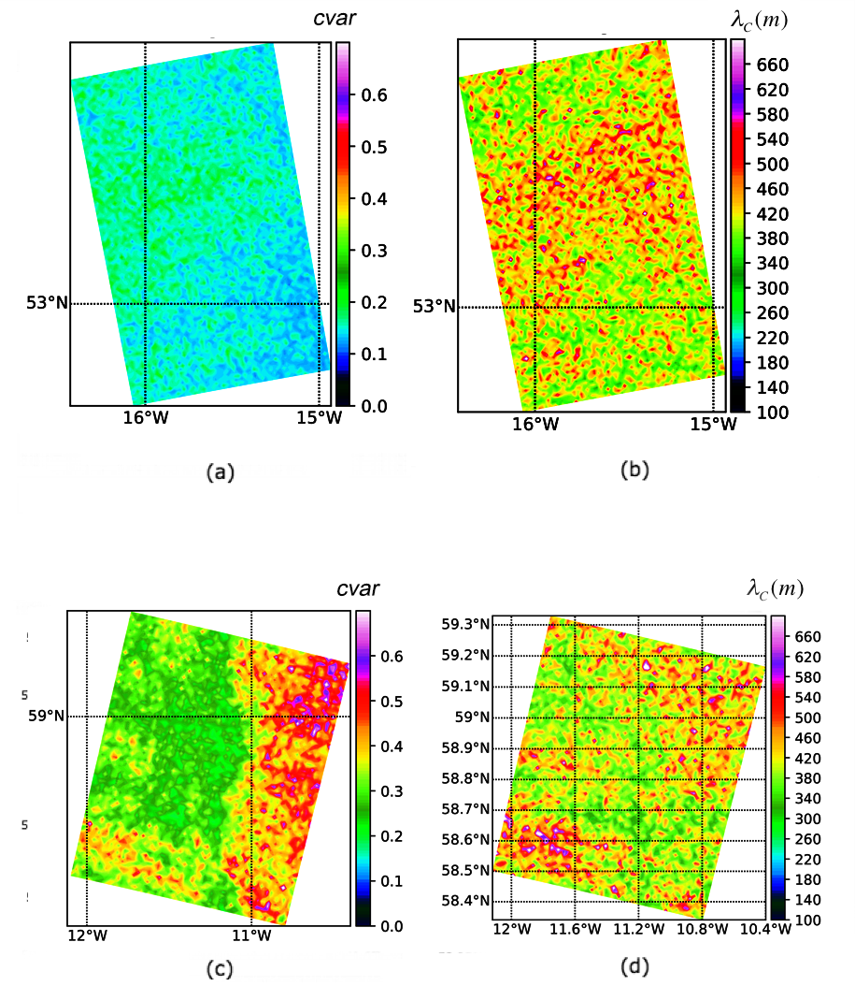 cvar
λC(m)
0.6
0.5
0.4
0.3
0.2
0.1
0.0
53°N
16°W
15°W
660
620
580
540
500
460
420
380
340
300
260
220
180
140
100
53°N
16°W
15°W
(a)
(b)
cvar
λC(m)
0.6
0.5
0.4
0.3
0.2
0.1
0.0
5
59°N
5
12°W
11°W
59.3°N
59.2°N
59.1°N
59°N
58.9°N
58.8°N
58.7°N
58.6°N
58.5°N
58.4°N
12°W
11.6°W
11.2°W
10.8°W
10.4°W
660
620
580
540
500
460
420
380
340
300
260
220
180
140
100
(c)
(d)